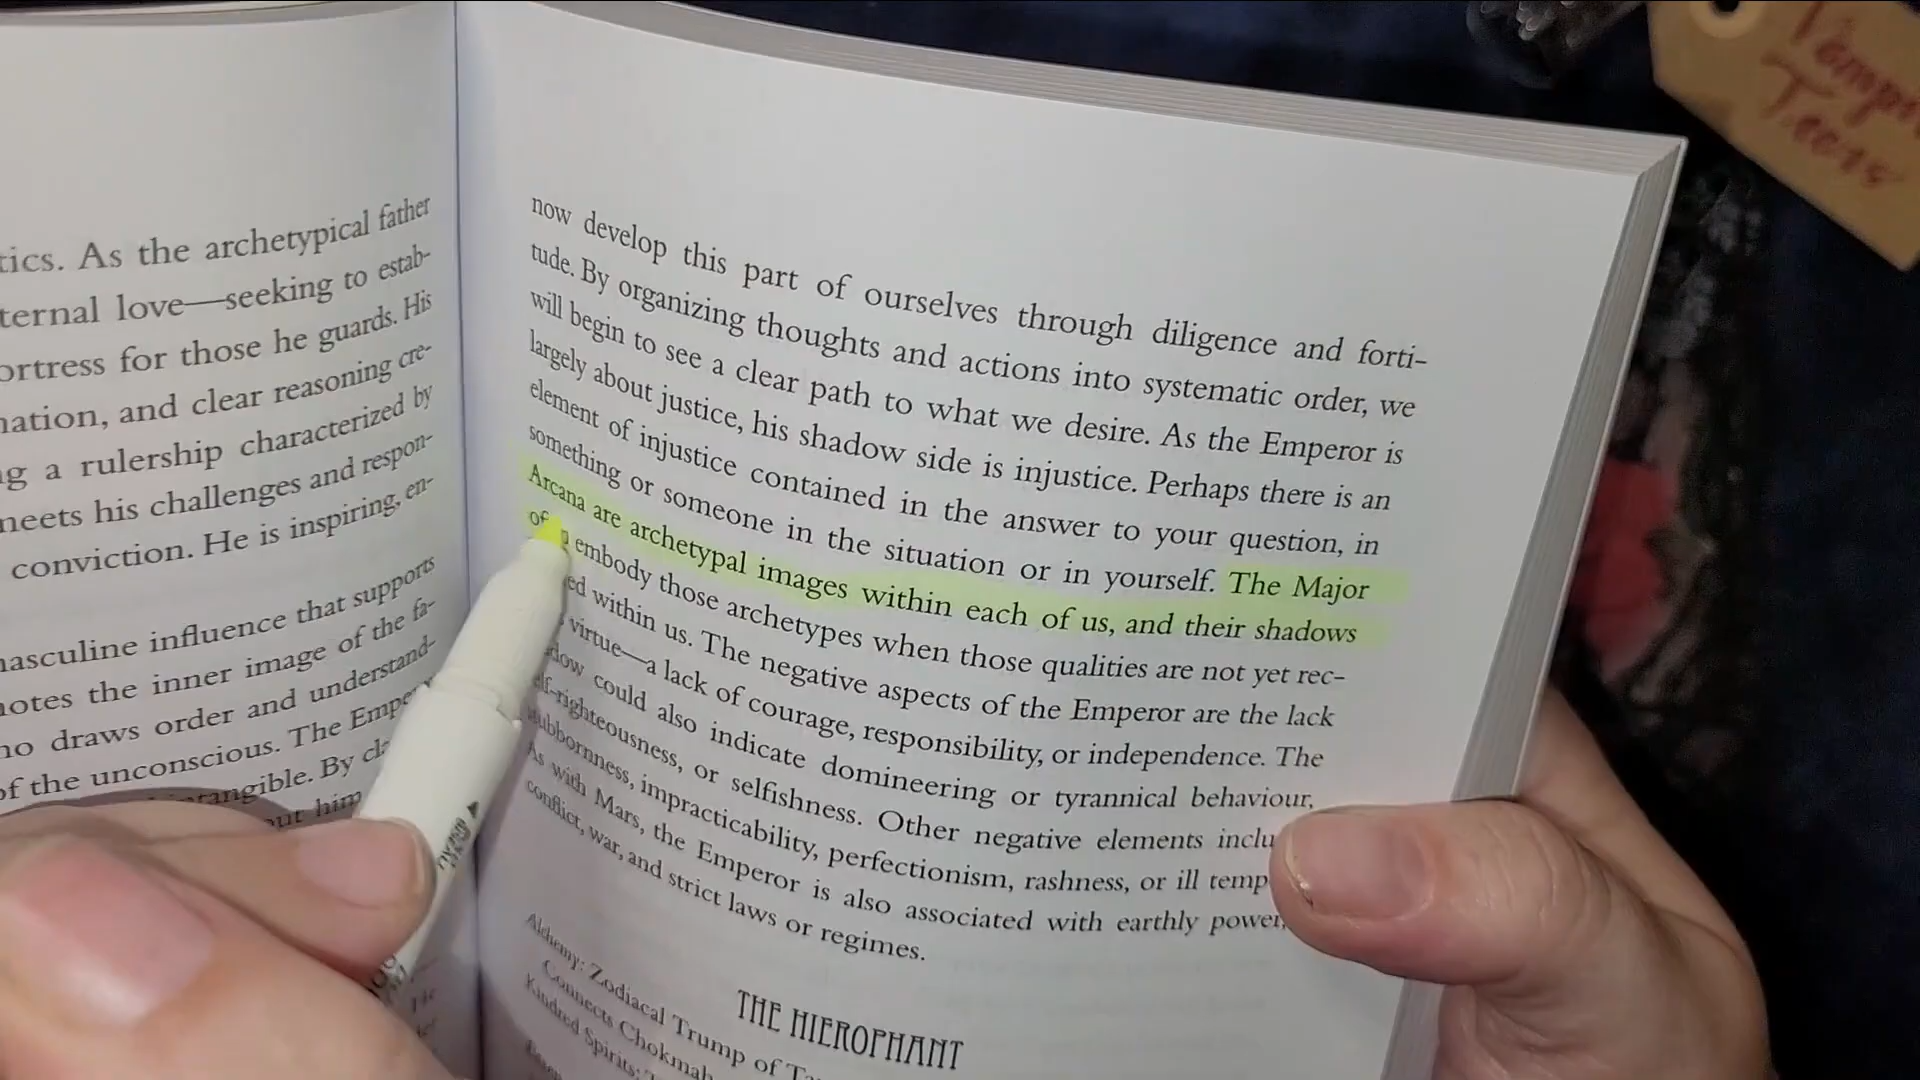 tics. As the archetypical father
ternal love—seeking to estab-
ortress for those he guards. His
nation, and clear reasoning cre-
g a rulership characterized by
neets his challenges and respon-
conviction. He is inspiring, en-
nasculine influence that supports
notes the inner image of the fa-
no draws order and understand-
of the unconscious. The Empe
ntangible. By cla
out him
now develop this part of ourselves through diligence and forti-
tude. By organizing thoughts and actions into systematic order, we
will begin to see a clear path to what we desire. As the Emperor is
largely about justice, his shadow side is injustice. Perhaps there is an
element of injustice contained in the answer to your question, in
something or someone in the situation or in yourself. The Major
Arcana are archetypal images within each of us, and their shadows
of embody those archetypes when those qualities are not yet rec-
ed within us. The negative aspects of the Emperor are the lack
virtue—a lack of courage, responsibility, or independence. The
dow could also indicate domineering or tyrannical behaviour,
elf-righteousness, or selfishness. Other negative elements inclu
stubbornness, impracticability, perfectionism, rashness, or ill temp
As with Mars, the Emperor is also associated with earthly power,
conflict, war, and strict laws or regimes.
THE HIEROPHANT
Alchemy: Zodiacal Trump of Ta
Connects Chokmah
Kindred Spirits:
Vampi
Teers